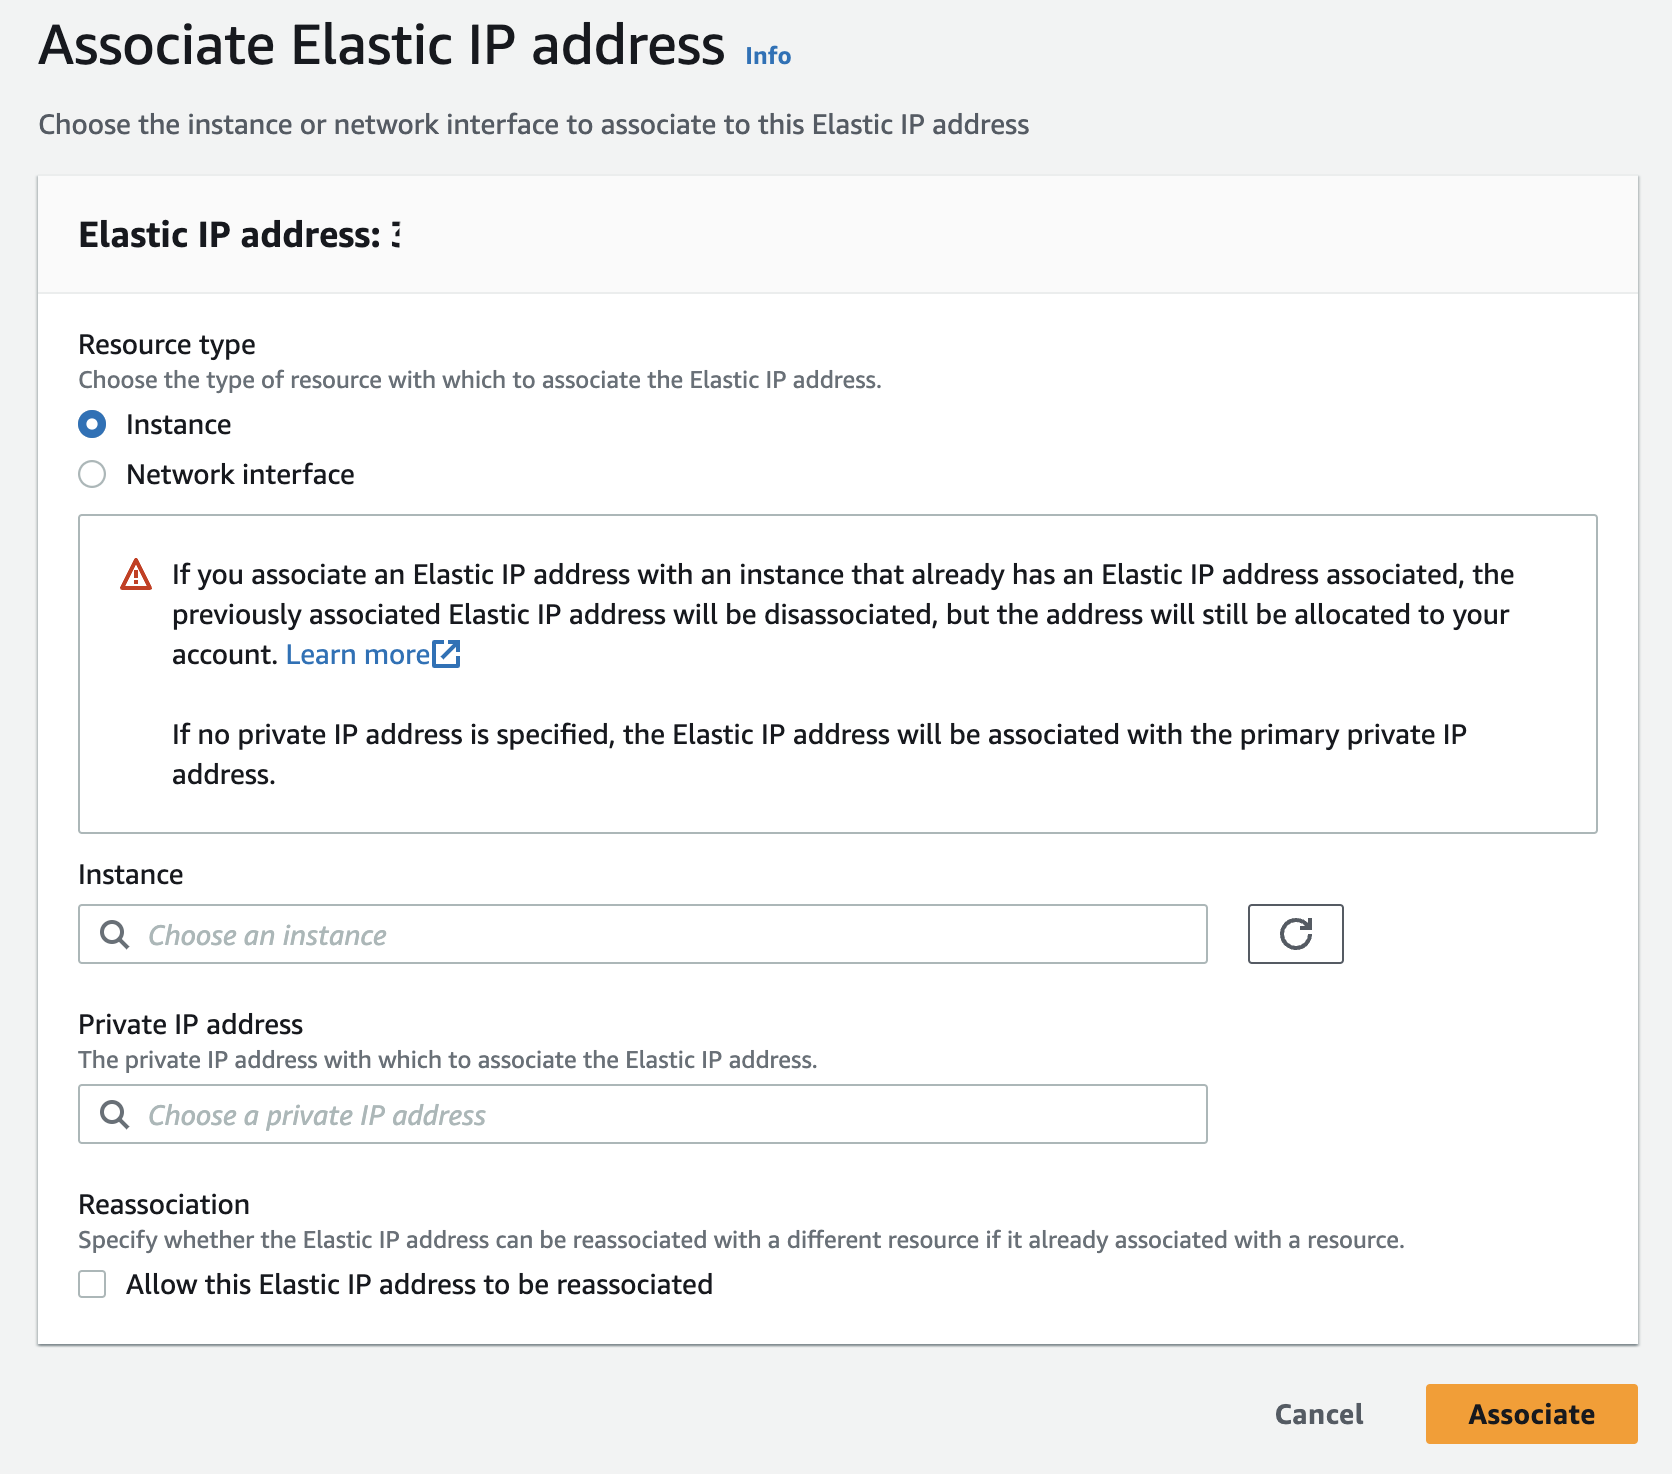 Associate Elastic IP address Info
Choose the instance or network interface to associate to this Elastic IP address
Elastic IP address:
Resource type
Choose the type of resource with which to associate the Elastic IP address.
Instance
Network interface
If you associate an Elastic IP address with an instance that already has an Elastic IP address associated, the
previously associated Elastic IP address will be disassociated, but the address will still be allocated to your
account. Learn more
If no private IP address is specified, the Elastic IP address will be associated with the primary private IP
address.
Instance
Choose an instance
Private IP address
The private IP address with which to associate the Elastic IP address.
Choose a private IP address
Reassociation
Specify whether the Elastic IP address can be reassociated with a different resource if it already associated with a resource.
Allow this Elastic IP address to be reassociated
Cancel
Associate